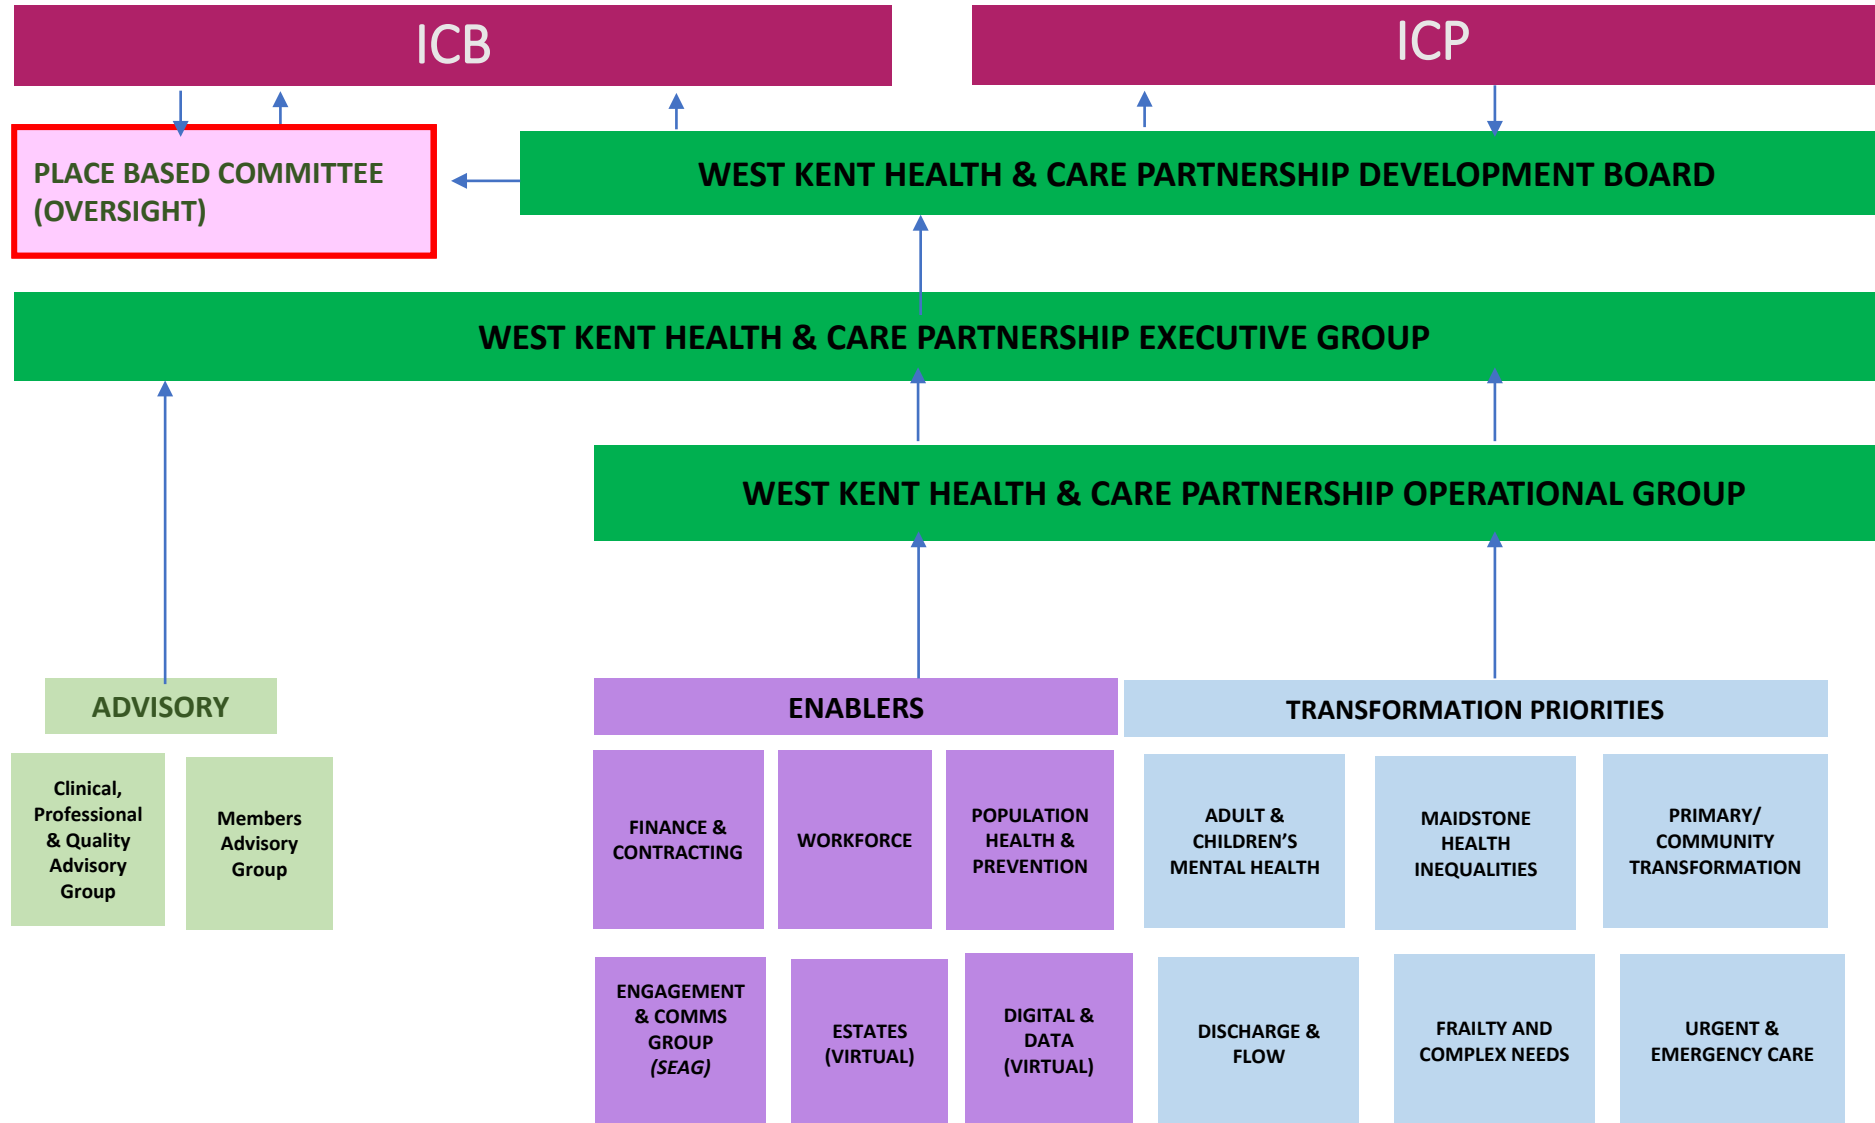 ICB
ICP
PLACE BASED COMMITTEE
(OVERSIGHT)
WEST KENT HEALTH & CARE PARTNERSHIP DEVELOPMENT BOARD
WEST KENT HEALTH & CARE PARTNERSHIP EXECUTIVE GROUP
WEST KENT HEALTH & CARE PARTNERSHIP OPERATIONAL GROUP
ADVISORY
Clinical,
Professional
& Quality
Advisory
Group
Members
Advisory
Group
ENABLERS
FINANCE &
CONTRACTING
WORKFORCE
POPULATION
HEALTH &
PREVENTION
ENGAGEMENT
& COMMS
GROUP
(SEAG)
ESTATES
(VIRTUAL)
DIGITAL &
DATA
(VIRTUAL)
TRANSFORMATION PRIORITIES
ADULT &
CHILDREN’S
MENTAL HEALTH
MAIDSTONE
HEALTH
INEQUALITIES
PRIMARY/
COMMUNITY
TRANSFORMATION
DISCHARGE &
FLOW
FRAILTY AND
COMPLEX NEEDS
URGENT &
EMERGENCY CARE